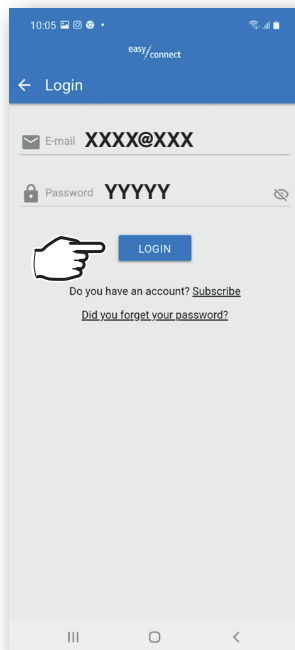 10:05
easy/connect
Login
E-mail XXXX@XXX
Password YYYYY
LOGIN
Do you have an account? Subscribe
Did you forget your password?